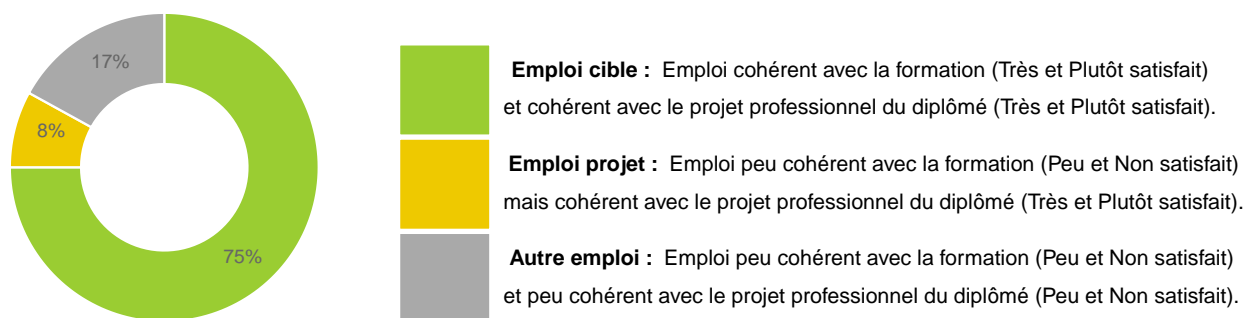 17%
8%
75%
Emploi cible : Emploi cohérent avec la formation (Très et Plutôt satisfait)
et cohérent avec le projet professionnel du diplômé (Très et Plutôt satisfait).
Emploi projet : Emploi peu cohérent avec la formation (Peu et Non satisfait)
mais cohérent avec le projet professionnel du diplômé (Très et Plutôt satisfait).
Autre emploi : Emploi peu cohérent avec la formation (Peu et Non satisfait)
et peu cohérent avec le projet professionnel du diplômé (Peu et Non satisfait).